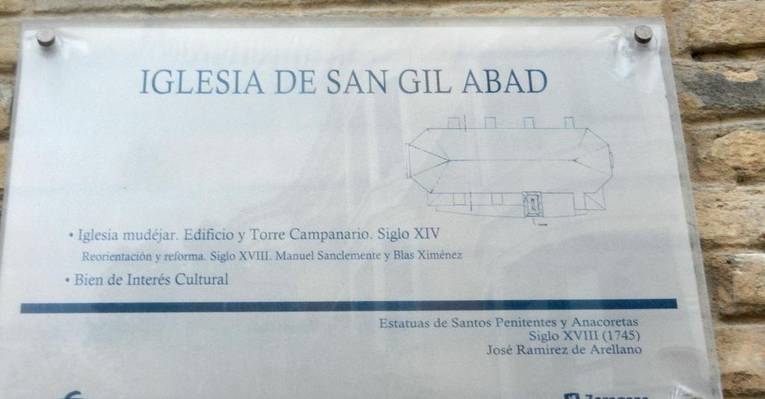 IGLESIA DE SAN GIL ABAD
• Iglesia mudéjar. Edificio y Torre Campanario. Siglo XIV
Reorientación y reforma. Siglo XVIII. Manuel Sanclemente y Blas Ximénez
• Bien de Interés Cultural
Estatuas de Santos Penitentes y Anacoretas
Siglo XVIII (1745)
José Ramírez de Arellano